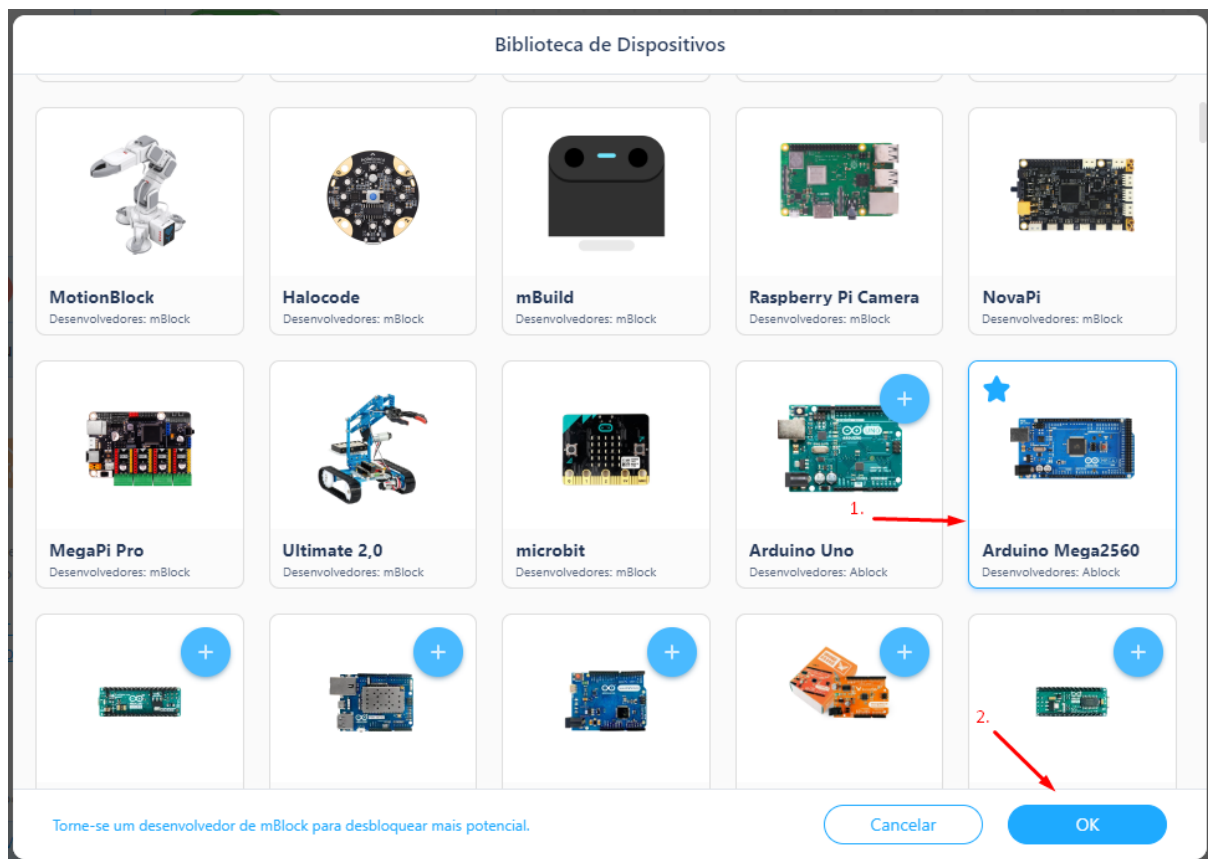 Biblioteca de Dispositivos
MotionBlock
Desenvolvedores: mBlock
Halocode
Desenvolvedores: mBlock
mBuild
Desenvolvedores: mBlock
Raspberry Pi Camera
Desenvolvedores: mBlock
NovaPi
Desenvolvedores: mBlock
MegaPi Pro
Desenvolvedores: mBlock
Ultimate 2,0
Desenvolvedores: mBlock
microbit
Desenvolvedores: mBlock
1.
Arduino Uno
Desenvolvedores: Ablock
Arduino Mega2560
Desenvolvedores: Ablock
2.
Torne-se um desenvolvedor de mBlock para desbloquear mais potencial.
Cancelar
OK